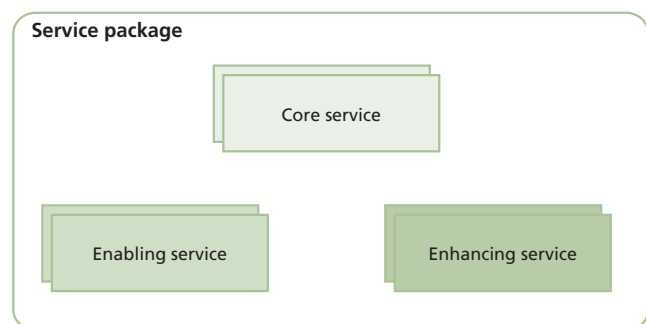 Service package
Core service
Enabling service
Enhancing service